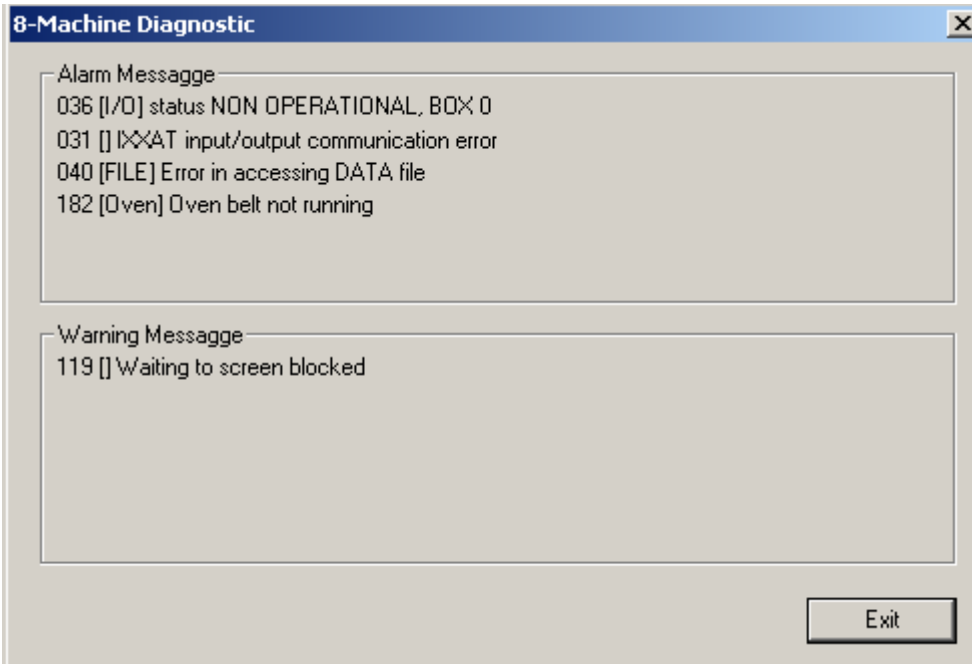 8-Machine Diagnostic
Alarm Messagge
036 [I/O] status NON OPERATIONAL, BOX 0
031 [] IXXAT input/output communication error
040 [FILE] Error in accessing DATA file
182 [Oven] Oven belt not running
Warning Messagge
119 [] Waiting to screen blocked
Exit